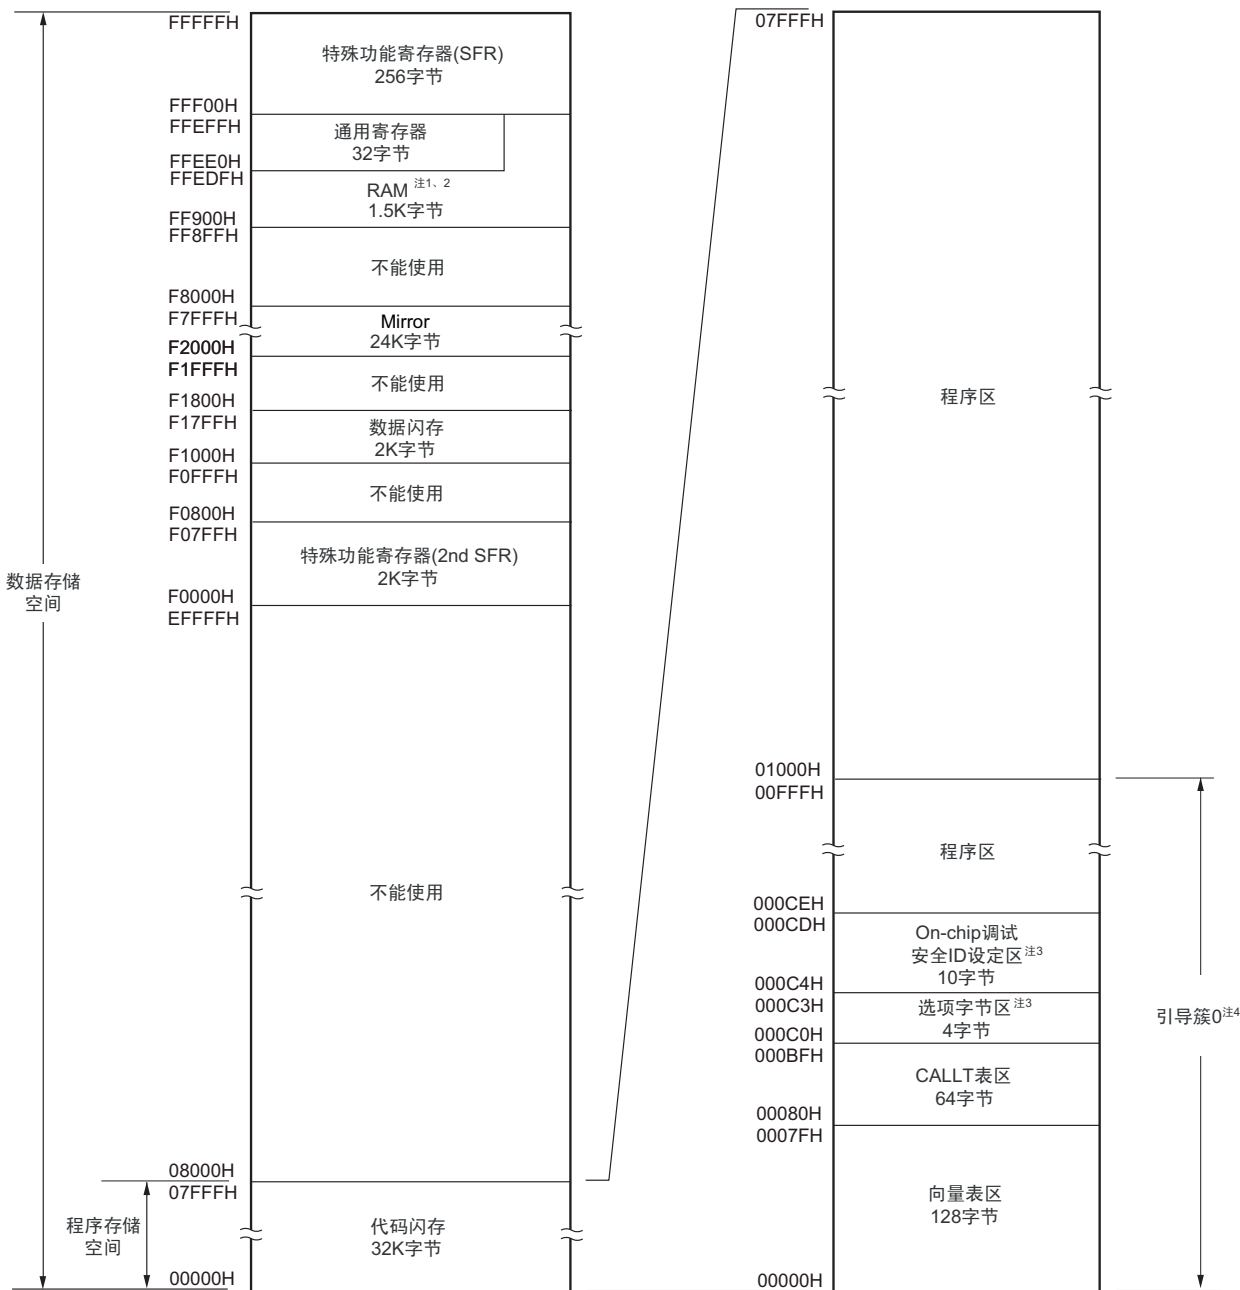 FFFFFH
特殊功能寄存器(SFR)
256字节
FFF00H
FFEFFH
通用寄存器
32字节
FFEE0H
FFEDFH
RAM 注1、2
1.5K字节
FF900H
FF8FFH
不能使用
F8000H
F7FFFH
Mirror
24K字节
F2000H
F1FFFH
不能使用
F1800H
F17FFH
数据闪存
2K字节
F1000H
F0FFFH
不能使用
F0800H
F07FFH
特殊功能寄存器(2nd SFR)
2K字节
F0000H
EFFFFH
数据存储
空间
不能使用
08000H
07FFFH
程序存储
空间
代码闪存
32K字节
00000H
07FFFH
程序区
01000H
00FFFH
程序区
000CEH
000CDH
On-chip调试
安全ID设定区注3
10字节
000C4H
000C3H
选项字节区注3
4字节
000C0H
000BFH
CALLT表区
64字节
00080H
0007FH
向量表区
128字节
00000H
引导簇0注4